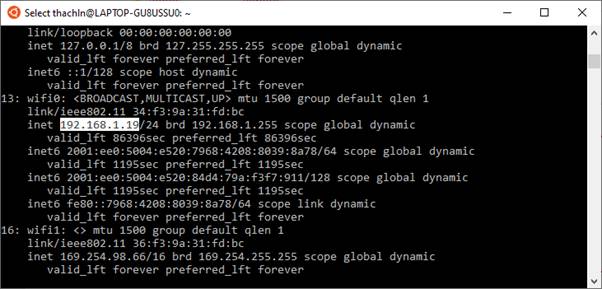 Select thachln@LAPTOP-GU8USSU0: ~
link/loopback 00:00:00:00:00:00
inet 127.0.0.1/8 brd 127.255.255.255 scope global dynamic
valid_lft forever preferred_lft forever
inet6 ::1/128 scope host dynamic
valid_lft forever preferred_lft forever
13: wifi0: <BROADCAST,MULTICAST,UP> mtu 1500 group default qlen 1
link/ieee802.11 34:f3:9a:31:fd:bc
inet 192.168.1.19/24 brd 192.168.1.255 scope global dynamic
valid_lft 86396sec preferred_lft 86396sec
inet6 2001:ee0:5004:e520:7968:4208:8039:8a78/64 scope global dynamic
valid_lft 1195sec preferred_lft 1195sec
inet6 2001:ee0:5004:e520:84d4:79a:f3f7:911/128 scope global dynamic
valid_lft 1195sec preferred_lft 1195sec
inet6 fe80::7968:4208:8039:8a78/64 scope link dynamic
valid_lft forever preferred_lft forever
16: wifi1: <> mtu 1500 group default qlen 1
link/ieee802.11 36:f3:9a:31:fd:bc
inet 169.254.98.66/16 brd 169.254.255.255 scope global dynamic
valid_lft forever preferred_lft forever